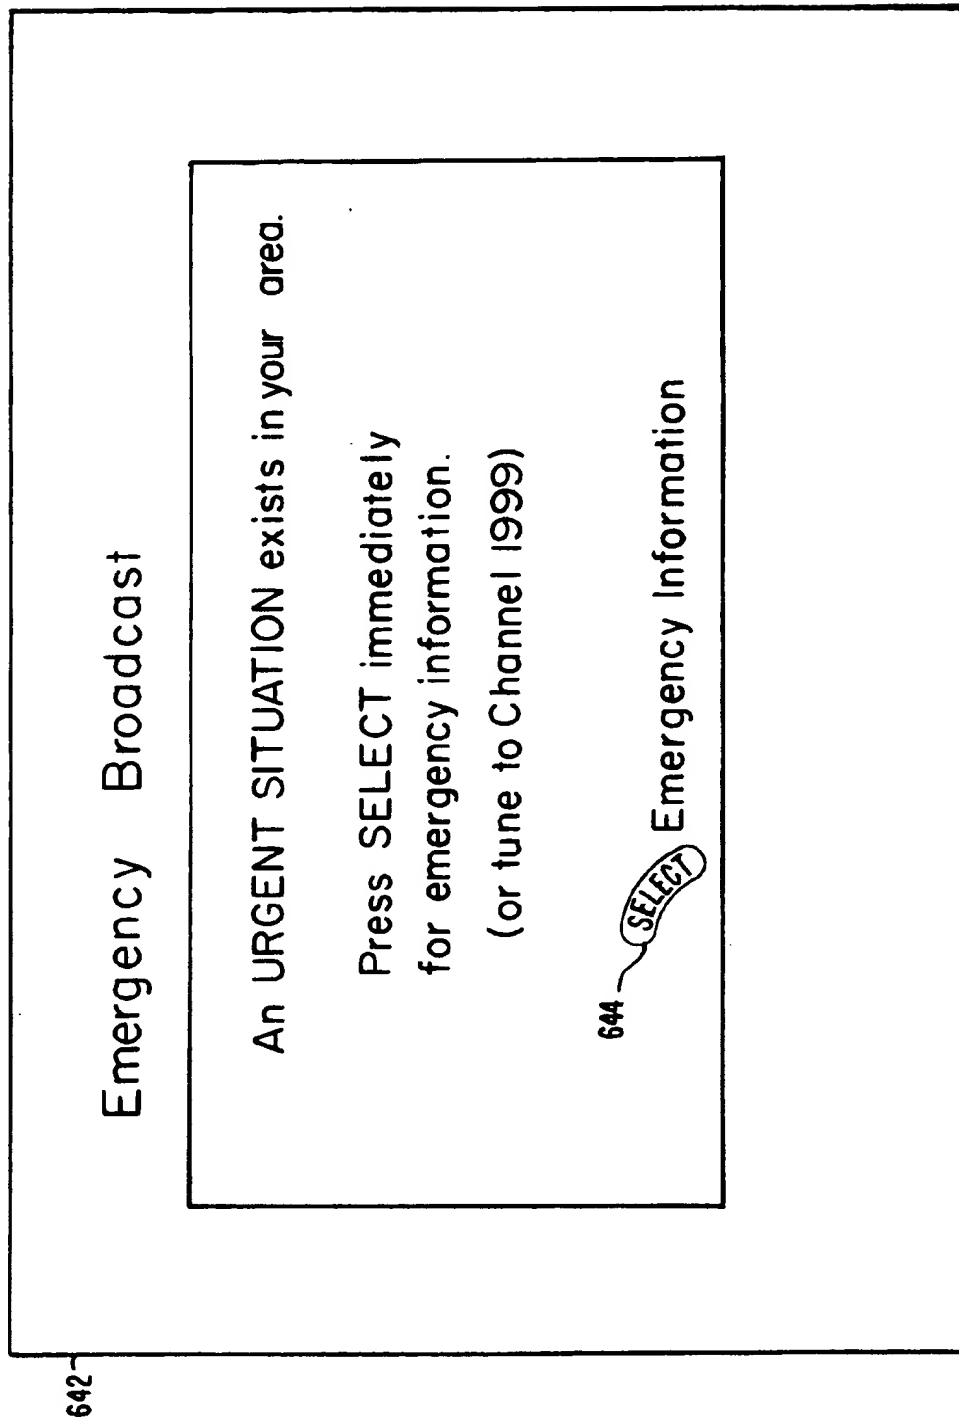 642
Emergency Broadcast
An URGENT SITUATION exists in your area.
Press SELECT immediately
for emergency information.
(or tune to Channel 1999)
644
SELECT Emergency Information